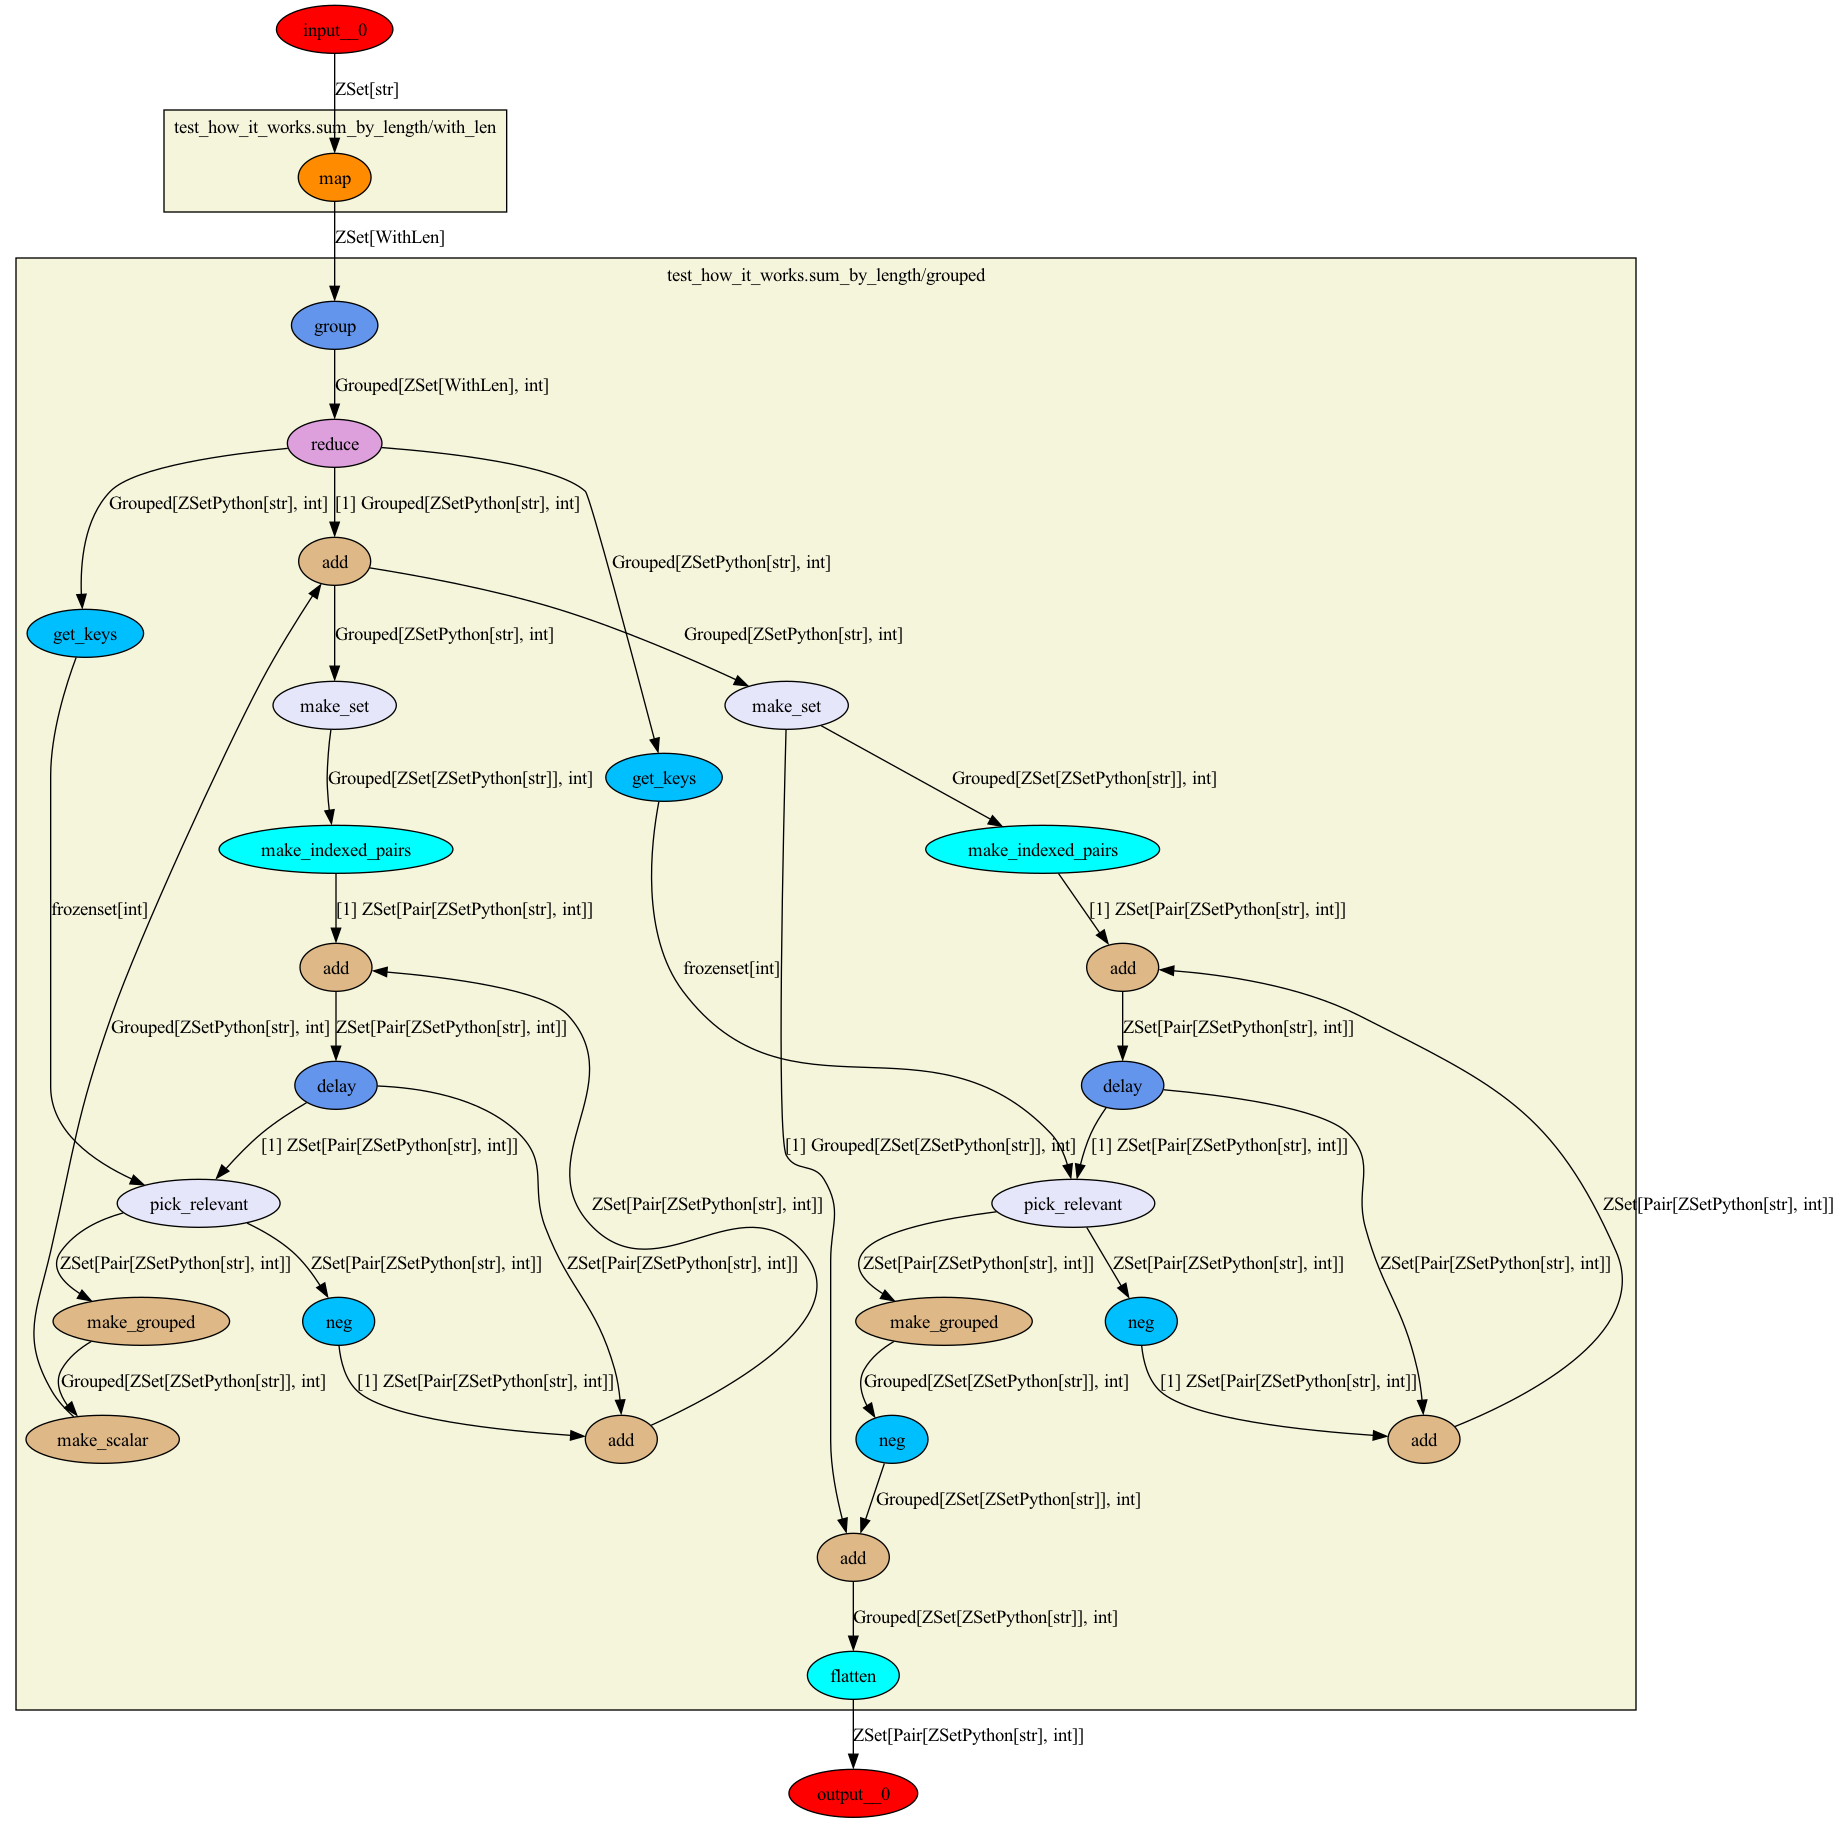 input__0
ZSet[str]
test_how_it_works.sum_by_length/with_len
map
ZSet[WithLen]
test_how_it_works.sum_by_length/grouped
group
Grouped[ZSet[WithLen], int]
reduce
Grouped[ZSetPython[str], int]
[1] Grouped[ZSetPython[str], int]
add
Grouped[ZSetPython[str], int]
get_keys
Grouped[ZSetPython[str], int]
Grouped[ZSetPython[str], int]
make_set
make_set
Grouped[ZSet[ZSetPython[str]], int]
get_keys
Grouped[ZSet[ZSetPython[str]], int]
make_indexed_pairs
make_indexed_pairs
frozenset[int]
[1] ZSet[Pair[ZSetPython[str], int]]
[1] ZSet[Pair[ZSetPython[str], int]]
add
frozenset[int]
add
Grouped[ZSetPython[str], int]
ZSet[Pair[ZSetPython[str], int]]
ZSet[Pair[ZSetPython[str], int]]
delay
delay
[1] ZSet[Pair[ZSetPython[str], int]]
[1] Grouped[ZSet[ZSetPython[str]], int]
[1] ZSet[Pair[ZSetPython[str], int]]
pick_relevant
ZSet[Pair[ZSetPython[str], int]]
pick_relevant
ZSet[Pair[ZSetPython[str], int]]
ZSet[Pair[ZSetPython[str], int]]
ZSet[Pair[ZSetPython[str], int]]
ZSet[Pair[ZSetPython[str], int]]
ZSet[Pair[ZSetPython[str], int]]
ZSet[Pair[ZSetPython[str], int]]
ZSet[Pair[ZSetPython[str], int]]
make_grouped
neg
make_grouped
neg
Grouped[ZSet[ZSetPython[str]], int]
[1] ZSet[Pair[ZSetPython[str], int]]
Grouped[ZSet[ZSetPython[str]], int]
[1] ZSet[Pair[ZSetPython[str], int]]
make_scalar
add
neg
add
Grouped[ZSet[ZSetPython[str]], int]
add
Grouped[ZSet[ZSetPython[str]], int]
flatten
ZSet[Pair[ZSetPython[str], int]]
output__0